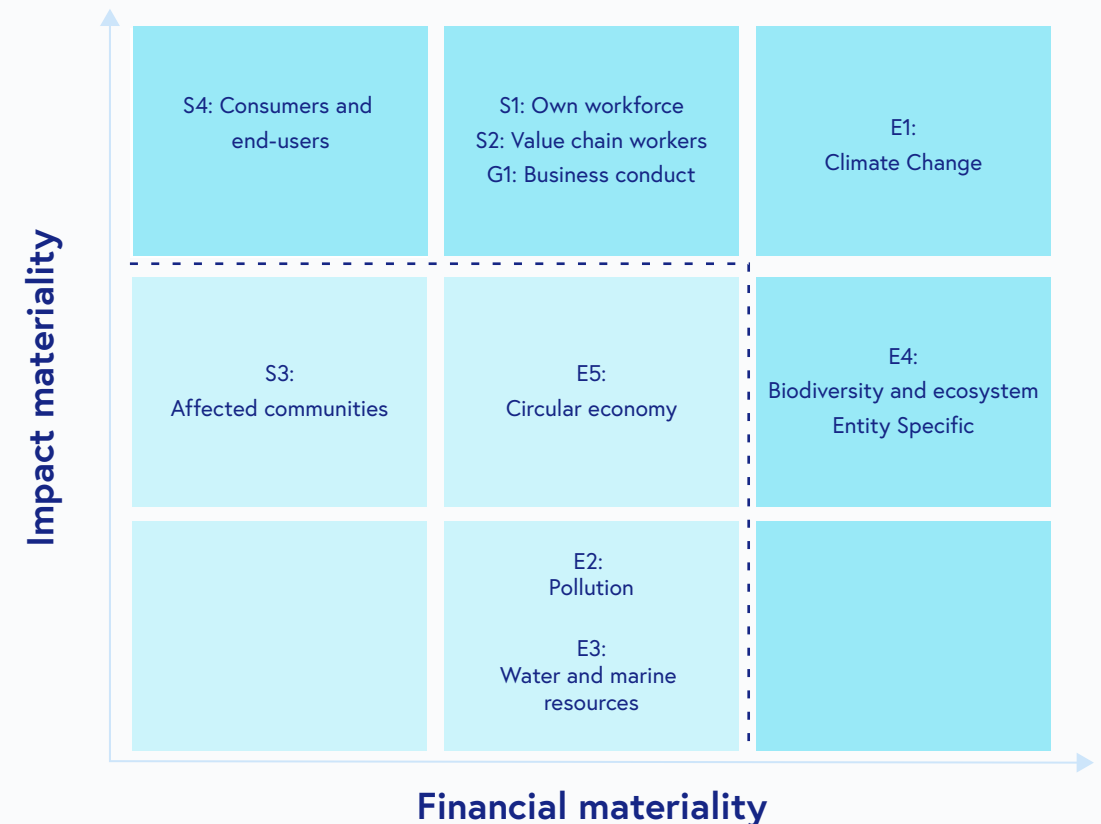 S4: Consumers and
end-users
S1: Own workforce
S2: Value chain workers
G1: Business conduct
E1:
Climate Change
Impact materiality
S3:
Affected communities
E5:
Circular economy
E4:
Biodiversity and ecosystem
Entity Specific
E2:
Pollution
E3:
Water and marine
resources
Financial materiality